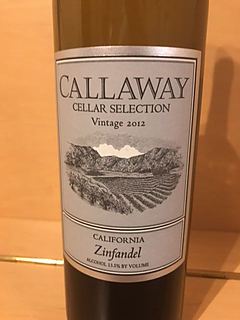 CALLAWAY
CELLAR SELECTION
Vintage 2012
CALIFORNIA
Zinfandel
ALCOHOL 13.5% BY VOLUME